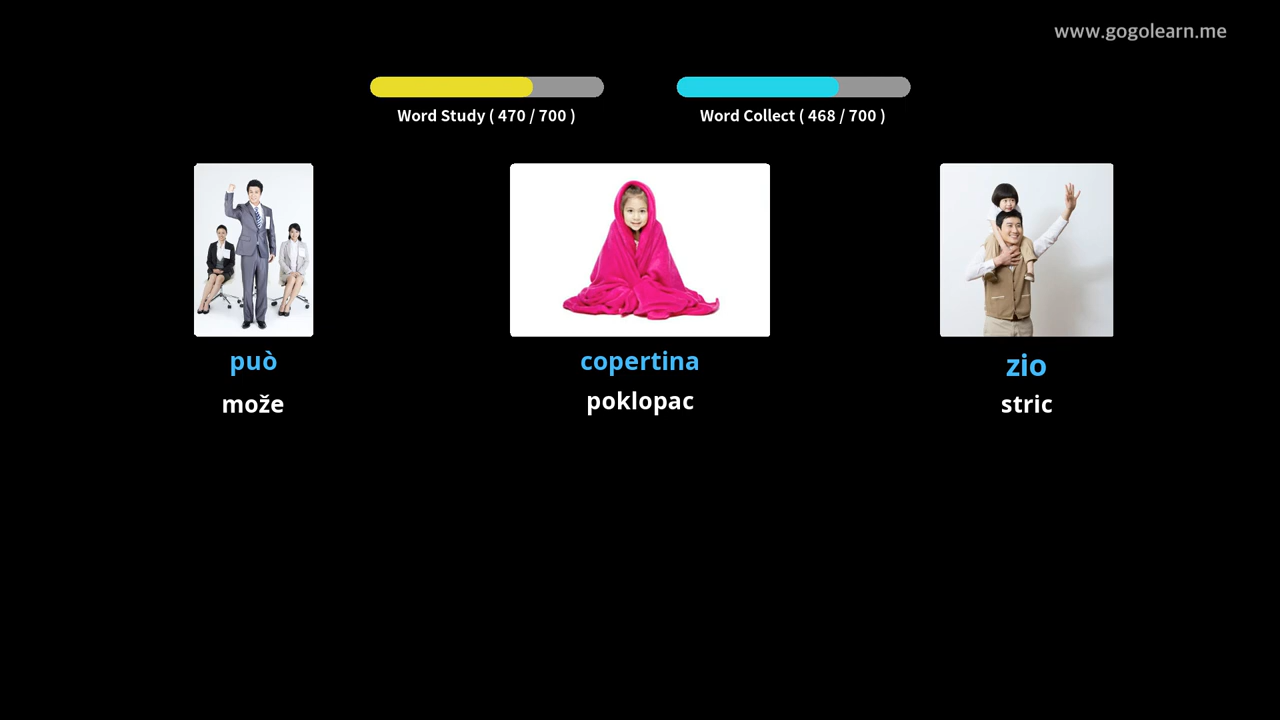 www.gogolearn.me
Word Study ( 470 / 700 )
Word Collect ( 468 / 700 )
può
može
copertina
poklopac
zio
stric